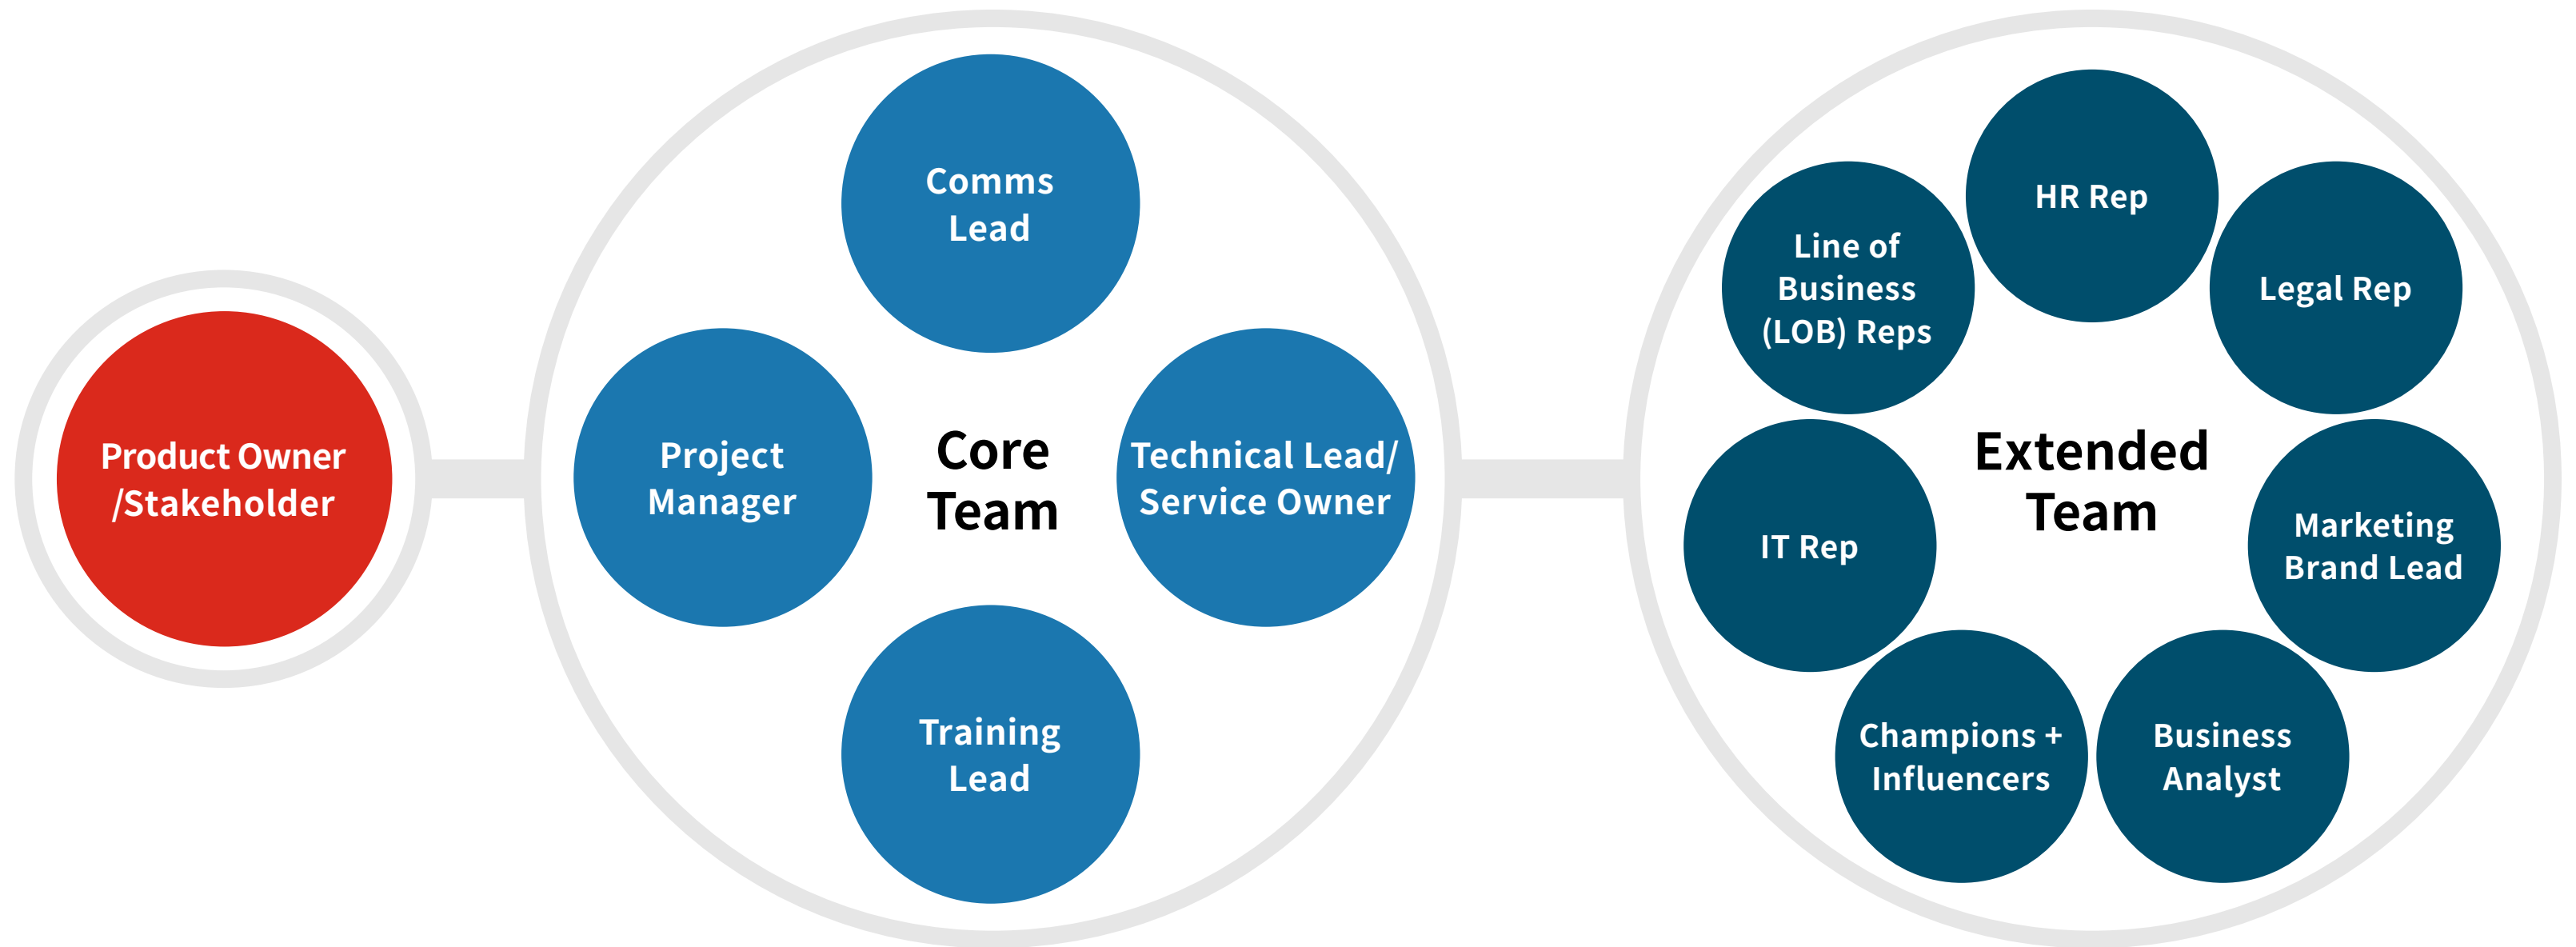 Product Owner
/Stakeholder
Comms
Lead
Project
Manager
Core
Team
Technical Lead/
Service Owner
Training
Lead
HR Rep
Line of
Business
(LOB) Reps
Legal Rep
Extended
Team
IT Rep
Marketing
Brand Lead
Champions +
Influencers
Business
Analyst